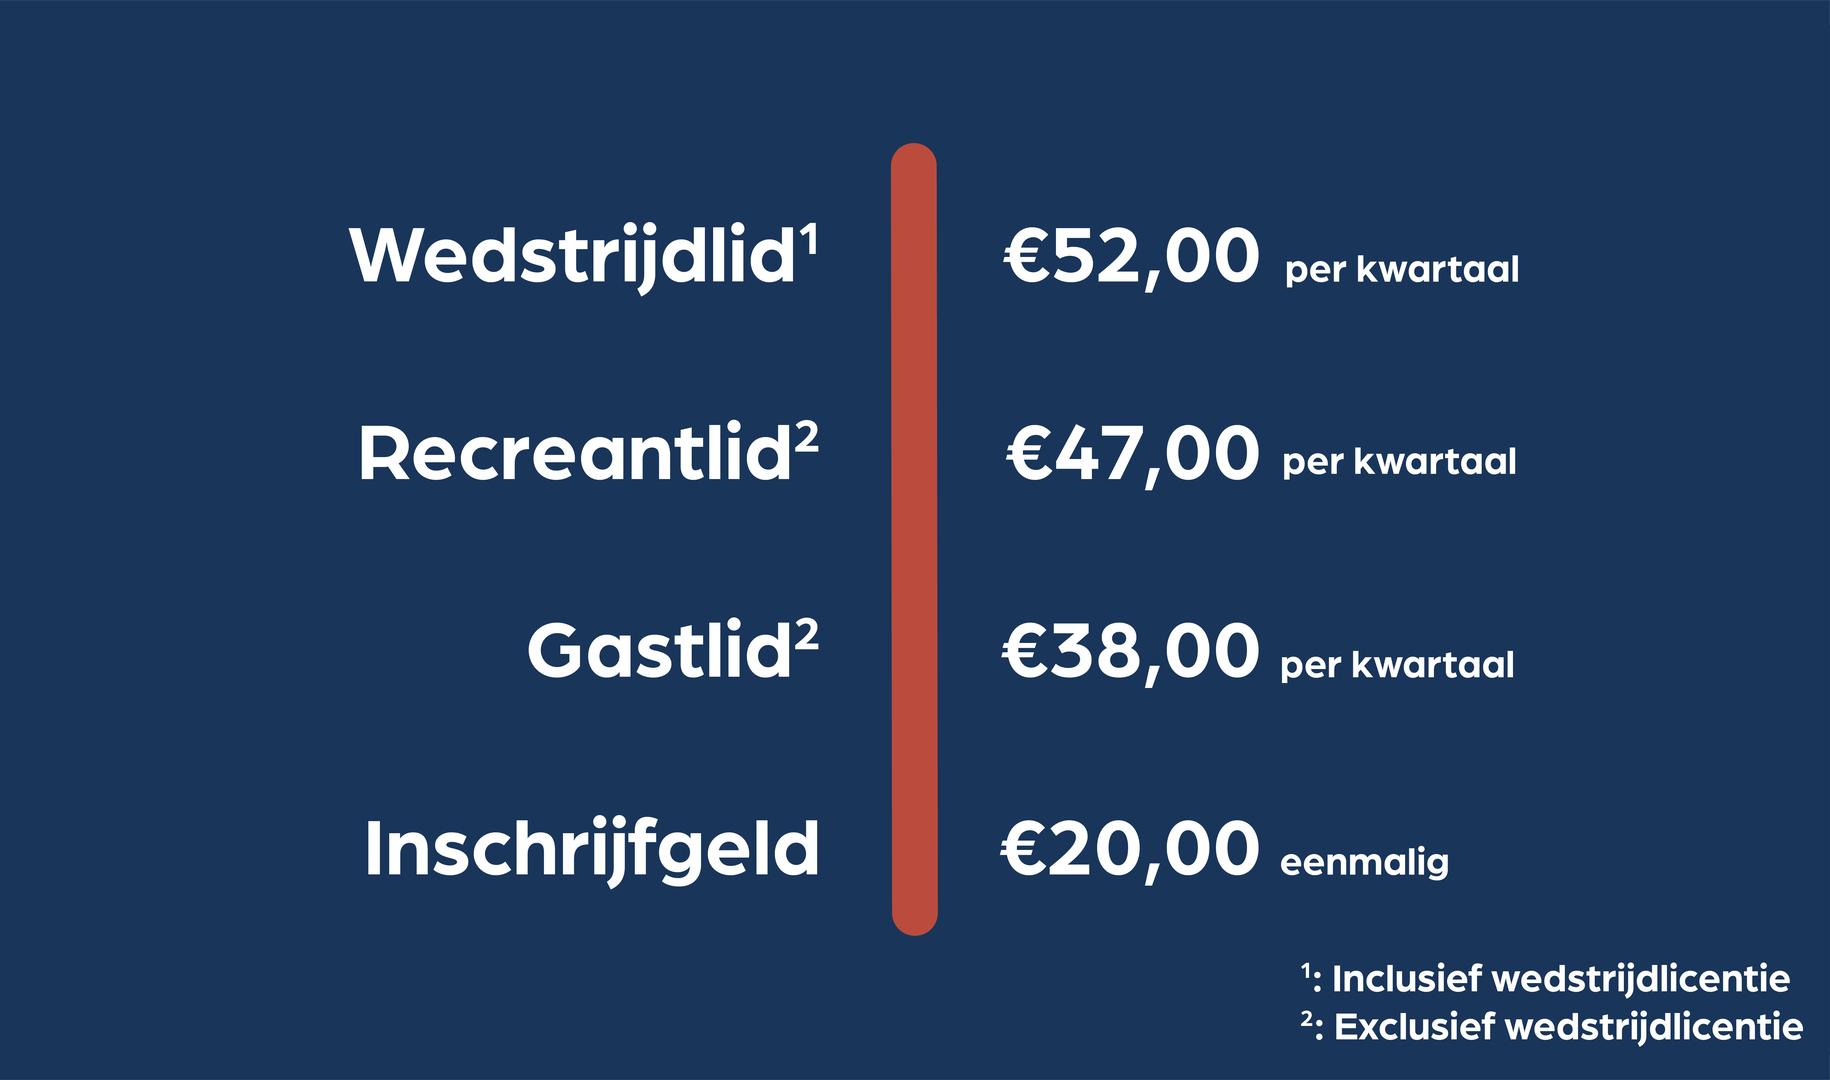 Wedstrijdlid¹ €52,00 per kwartaal
Recreantlid² €47,00 per kwartaal
Gastlid² €38,00 per kwartaal
Inschrijfgeld €20,00 eenmalig
¹: Inclusief wedstrijdlicentie
²: Exclusief wedstrijdlicentie